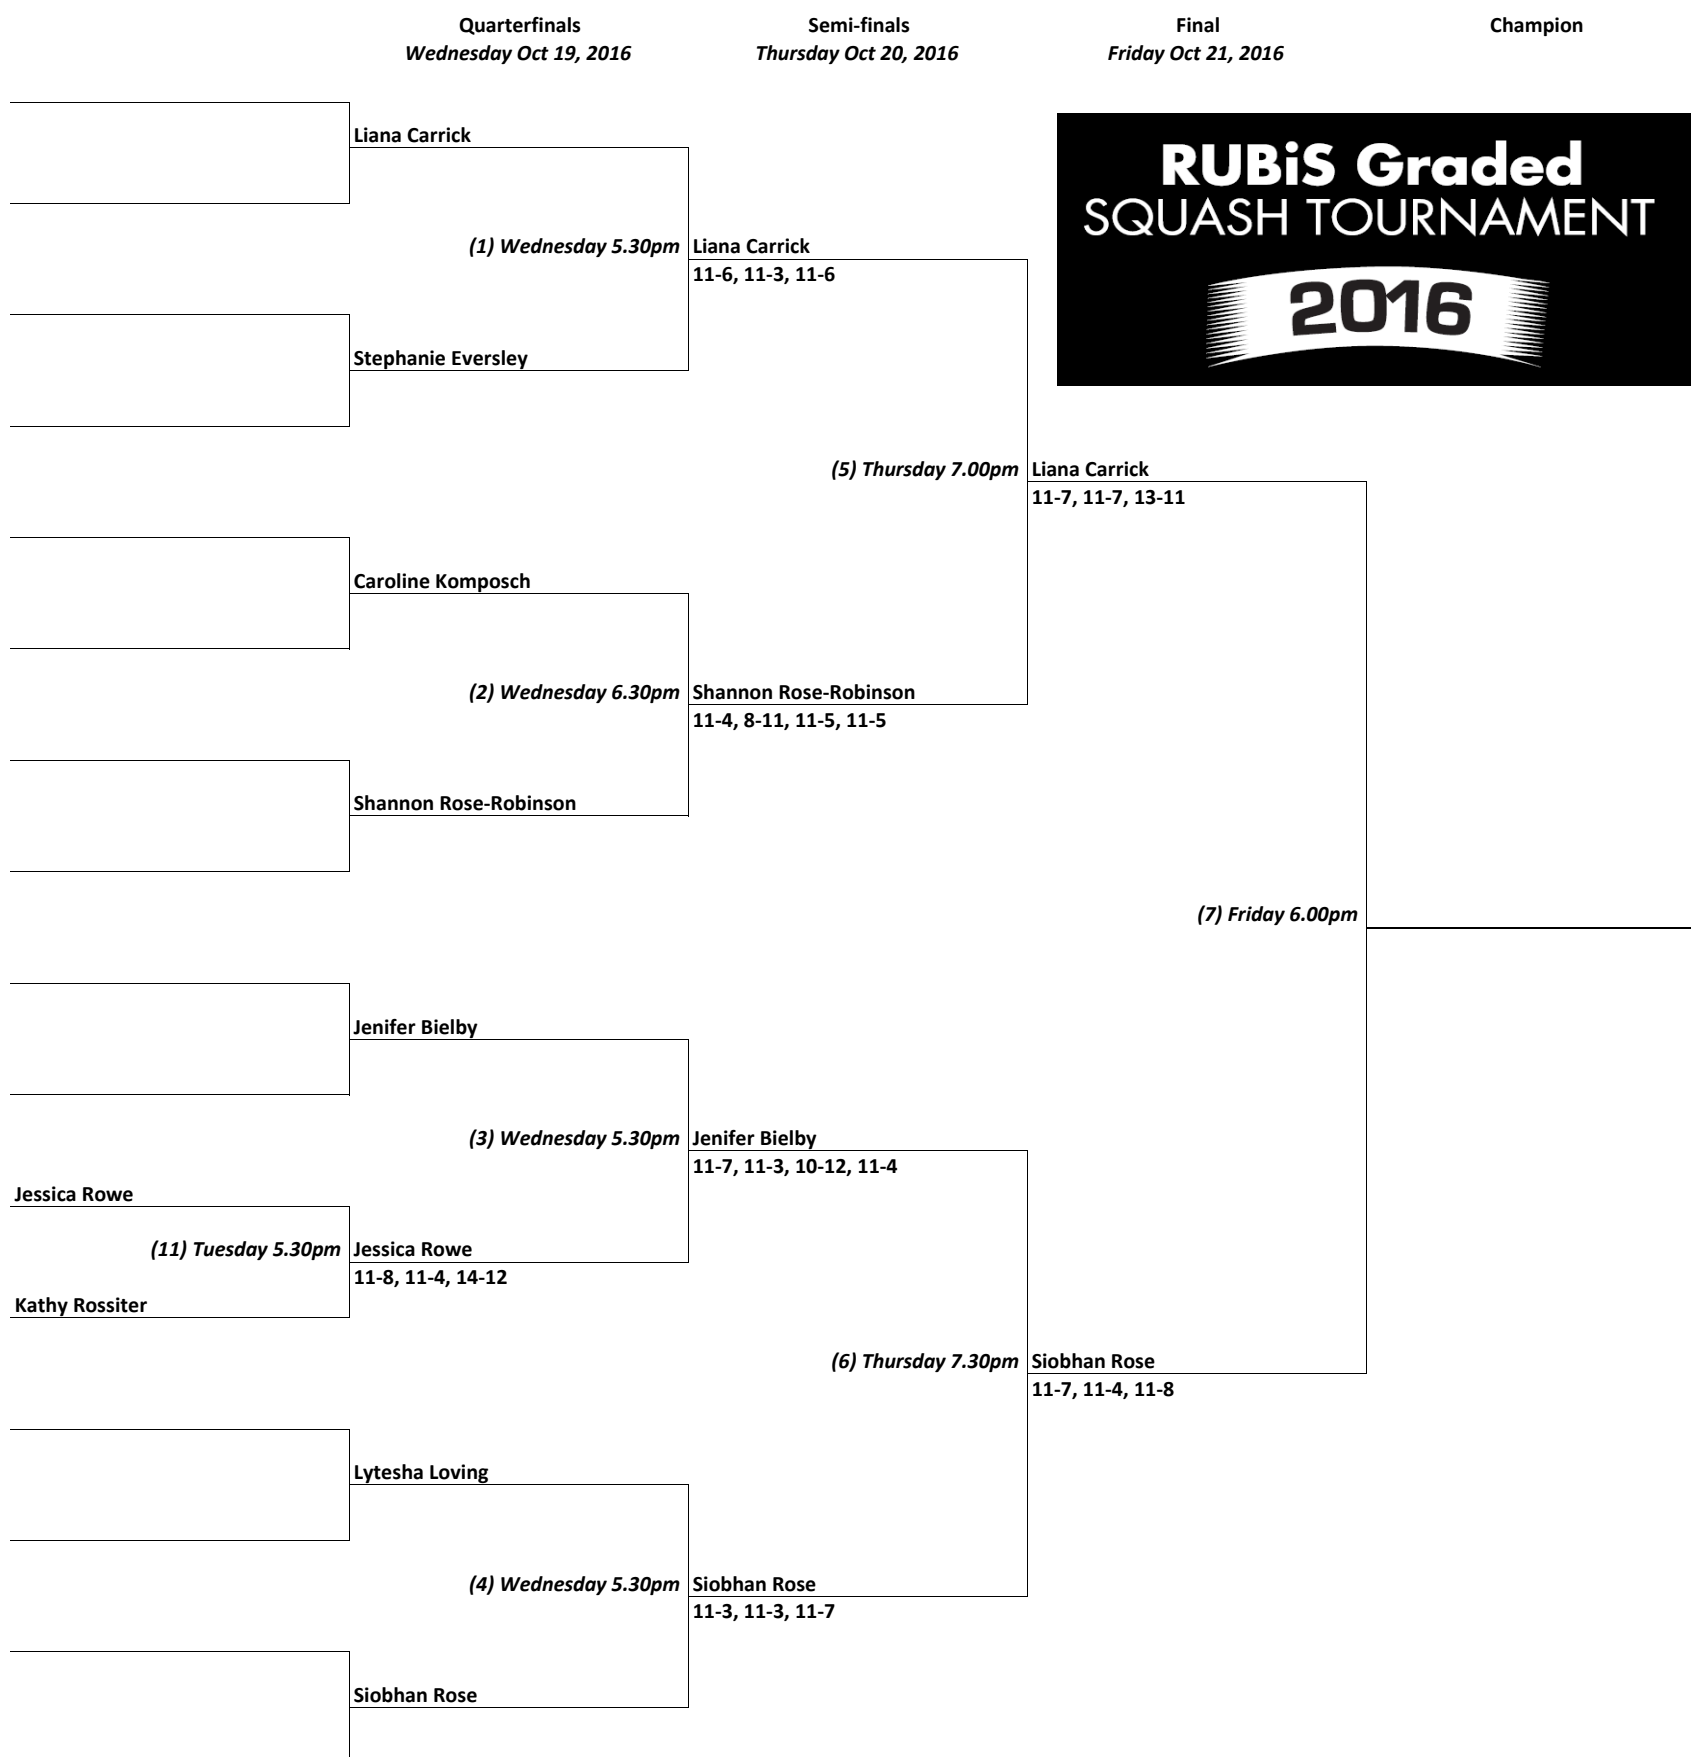 Quarterfinals Semi-finals Final Champion
Wednesday Oct 19, 2016 Thursday Oct 20, 2016 Friday Oct 21, 2016
RUBiS Graded
SQUASH TOURNAMENT
2016
Liana Carrick
(1) Wednesday 5.30pm Liana Carrick
11-6, 11-3, 11-6
Stephanie Eversley
(5) Thursday 7.00pm Liana Carrick
11-7, 11-7, 13-11
Caroline Komposch
(2) Wednesday 6.30pm Shannon Rose-Robinson
11-4, 8-11, 11-5, 11-5
Shannon Rose-Robinson
(7) Friday 6.00pm
Jenifer Bielby
(3) Wednesday 5.30pm Jenifer Bielby
11-7, 11-3, 10-12, 11-4
Jessica Rowe
(11) Tuesday 5.30pm Jessica Rowe
11-8, 11-4, 14-12
Kathy Rossiter
(6) Thursday 7.30pm Siobhan Rose
11-7, 11-4, 11-8
Lytesha Loving
(4) Wednesday 5.30pm Siobhan Rose
11-3, 11-3, 11-7
Siobhan Rose